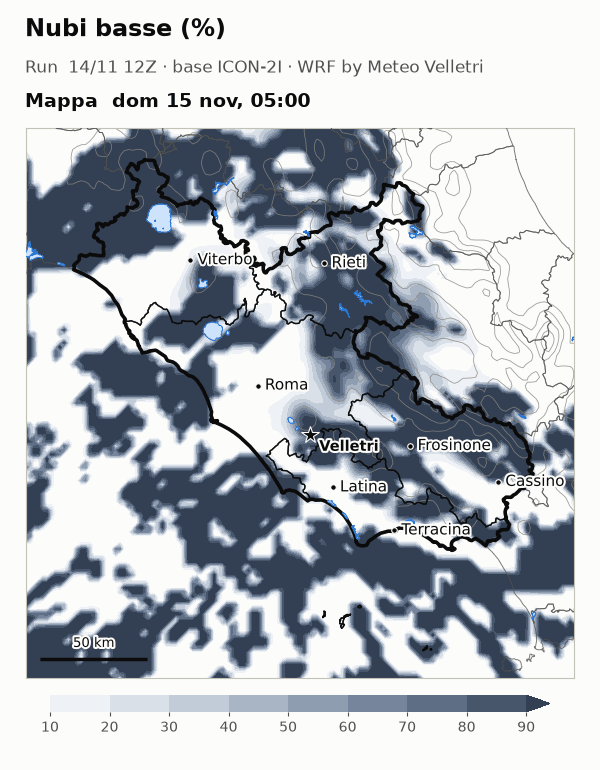 Nubi basse (%)
Run  14/11 12Z · base ICON-2I · WRF by Meteo Velletri
Mappa  dom 15 nov, 05:00
Viterbo
Rieti
Roma
Velletri
Frosinone
Cassino
Latina
Terracina
50 km
10 20 30 40 50 60 70 80 90